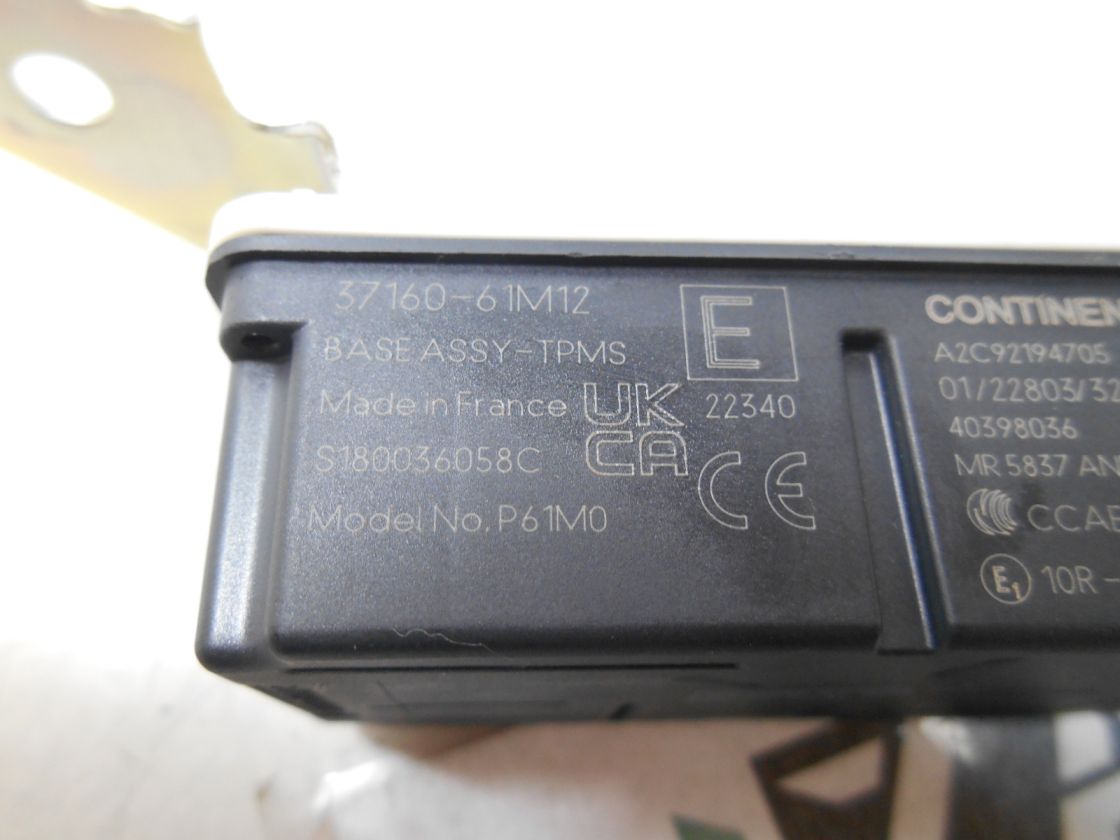 37160-61M12
E
BASE ASSY-TPMS
Made in France
UK
CA
22340
S180036058C
CE
Model No. P61M0
CONTINEN
A2C92194705
01/22803/32
40398036
MR 5837 AN
CCA
E1 10R -